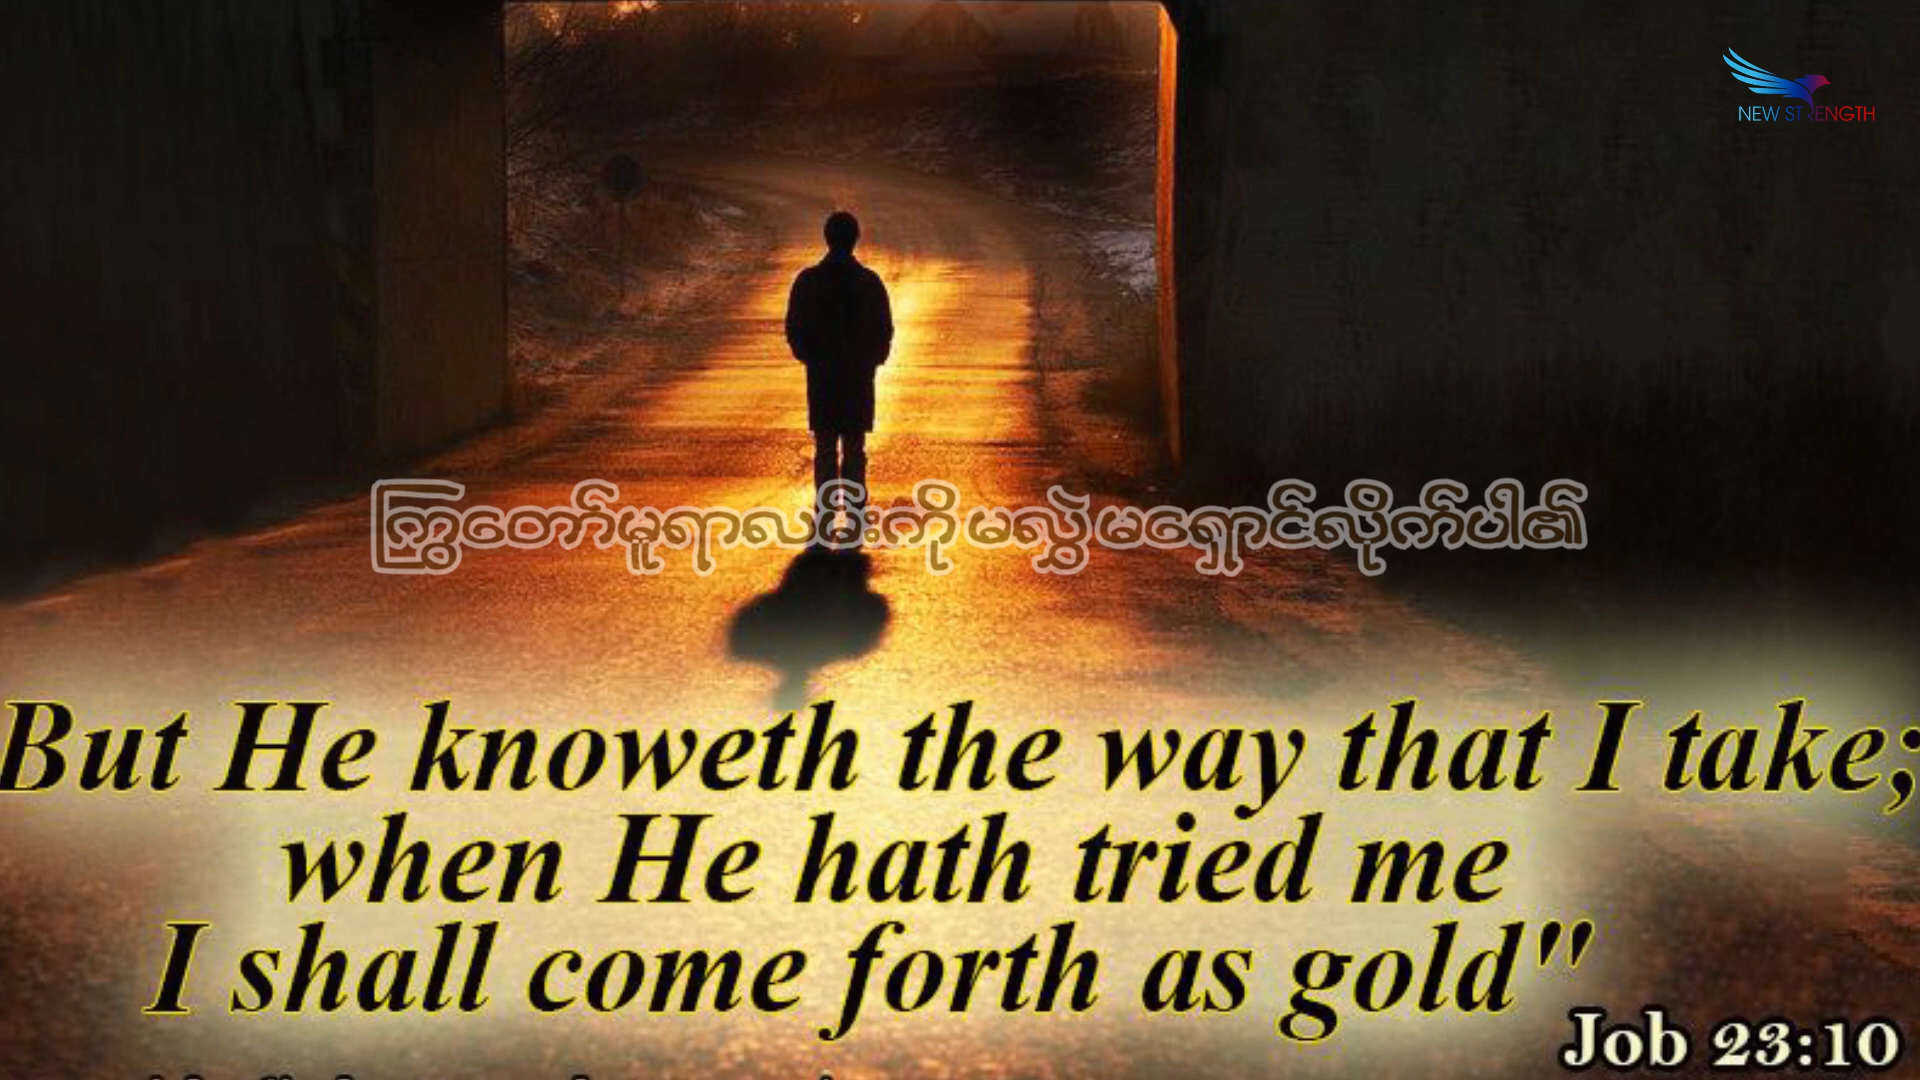 NEW STRENGTH
ကြွတော်မူရာလမ်းကို မလွှဲမရှောင်လိုက်ပါ၏
But He knoweth the way that I take;
when He hath tried me
I shall come forth as gold"
Job 23:10